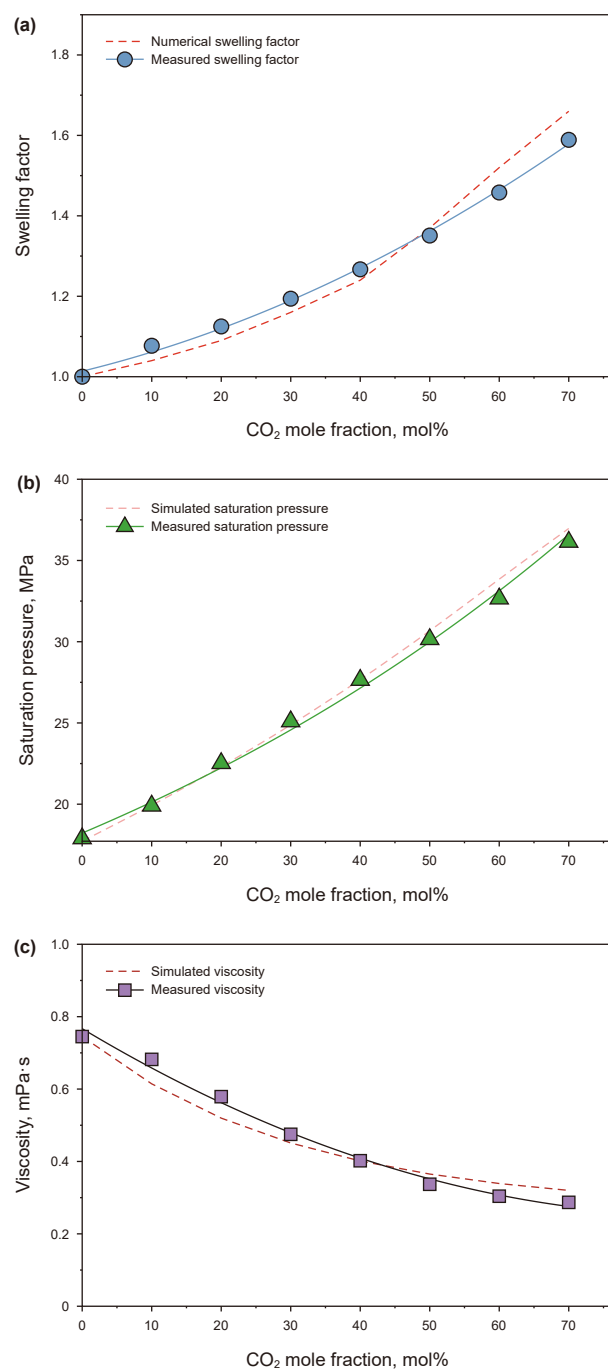 (a)
Numerical swelling factor
Measured swelling factor
Swelling factor
1.8
1.6
1.4
1.2
1.0
0 10 20 30 40 50 60 70
CO₂ mole fraction, mol%
(b)
40
Simulated saturation pressure
Measured saturation pressure
Saturation pressure, MPa
35
30
25
20
0 10 20 30 40 50 60 70
CO₂ mole fraction, mol%
(c)
1.0
Simulated viscosity
Measured viscosity
Viscosity, mPa·s
0.8
0.6
0.4
0.2
0
0 10 20 30 40 50 60 70
CO₂ mole fraction, mol%